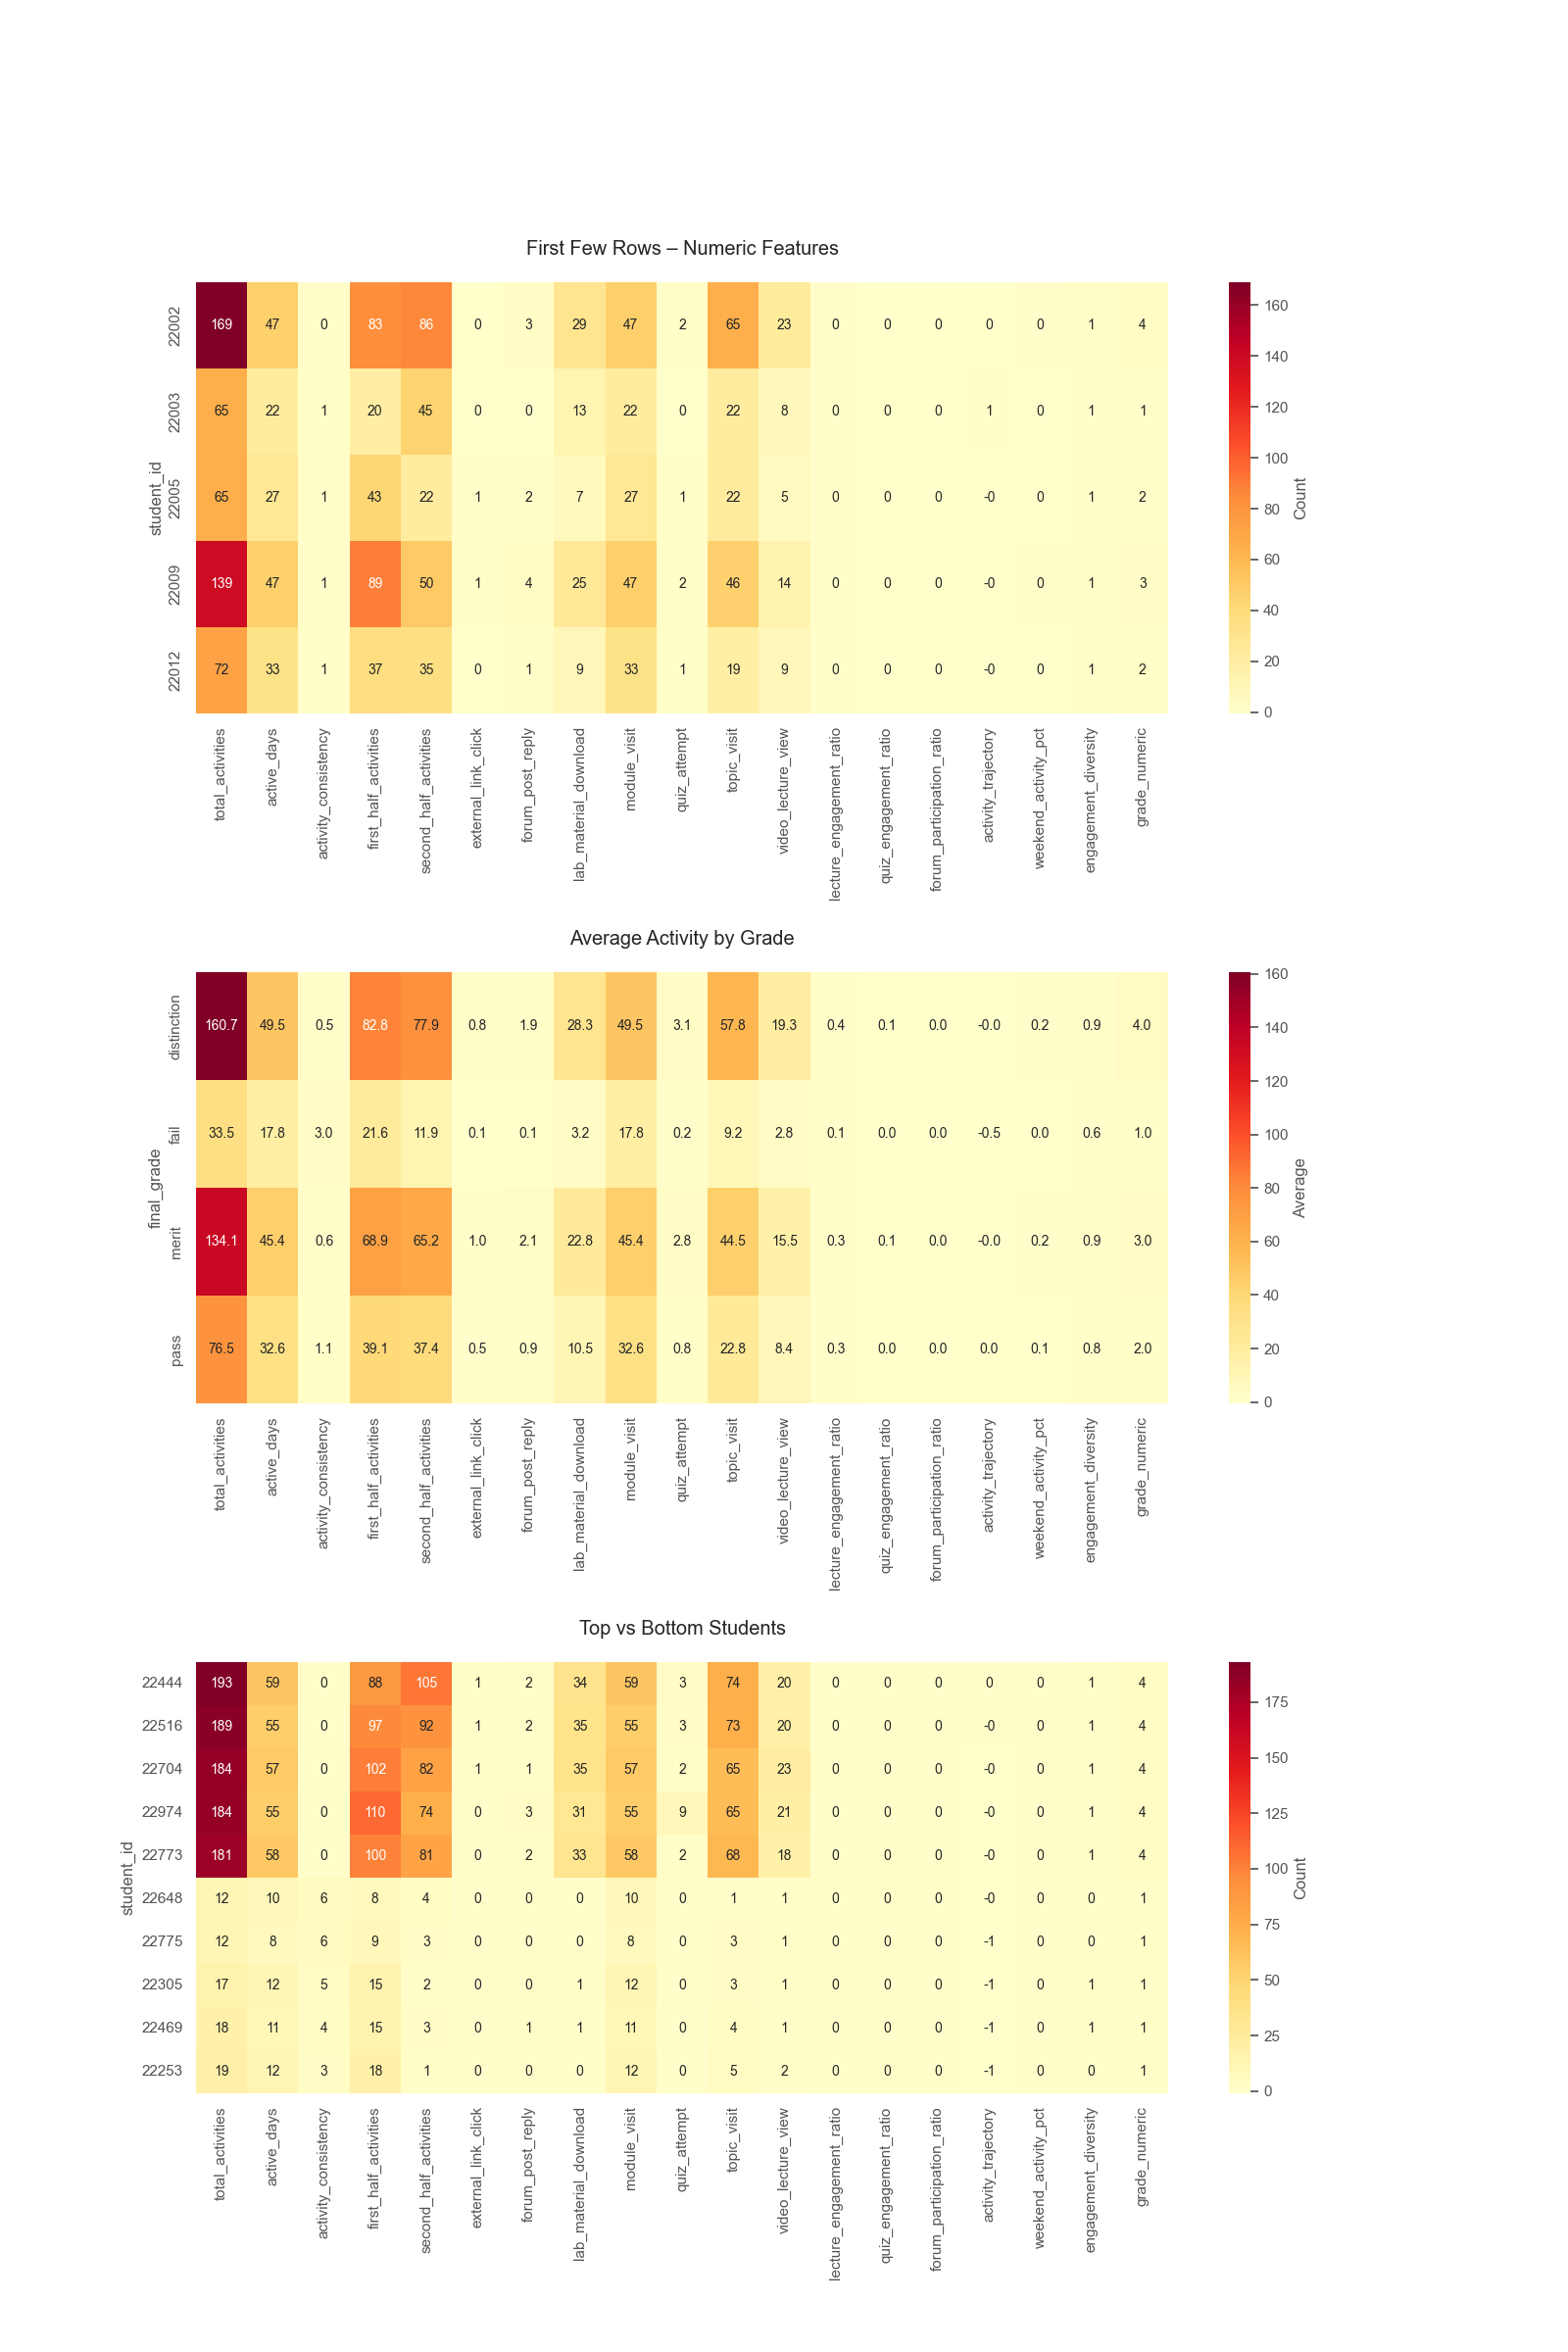 First Few Rows – Numeric Features
student_id
22002 169 47 0 83 86 0 3 29 47 2 65 23 0 0 0 0 0 1 4
22003 65 22 1 20 45 0 0 13 22 0 22 8 0 0 0 1 0 1 1
22005 65 27 1 43 22 1 2 7 27 1 22 5 0 0 0 -0 0 1 2
22009 139 47 1 89 50 1 4 25 47 2 46 14 0 0 0 -0 0 1 3
22012 72 33 1 37 35 0 1 9 33 1 19 9 0 0 0 -0 0 1 2
total_activities
active_days
activity_consistency
first_half_activities
second_half_activities
external_link_click
forum_post_reply
lab_material_download
module_visit
quiz_attempt
topic_visit
video_lecture_view
lecture_engagement_ratio
quiz_engagement_ratio
forum_participation_ratio
activity_trajectory
weekend_activity_pct
engagement_diversity
grade_numeric
160
140
120
100
80
60
40
20
0
Count
Average Activity by Grade
final_grade
distinction 160.7 49.5 0.5 82.8 77.9 0.8 1.9 28.3 49.5 3.1 57.8 19.3 0.4 0.1 0.0 -0.0 0.2 0.9 4.0
fail 33.5 17.8 3.0 21.6 11.9 0.1 0.1 3.2 17.8 0.2 9.2 2.8 0.1 0.0 0.0 -0.5 0.0 0.6 1.0
merit 134.1 45.4 0.6 68.9 65.2 1.0 2.1 22.8 45.4 2.8 44.5 15.5 0.3 0.1 0.0 -0.0 0.2 0.9 3.0
pass 76.5 32.6 1.1 39.1 37.4 0.5 0.9 10.5 32.6 0.8 22.8 8.4 0.3 0.0 0.0 0.0 0.1 0.8 2.0
total_activities
active_days
activity_consistency
first_half_activities
second_half_activities
external_link_click
forum_post_reply
lab_material_download
module_visit
quiz_attempt
topic_visit
video_lecture_view
lecture_engagement_ratio
quiz_engagement_ratio
forum_participation_ratio
activity_trajectory
weekend_activity_pct
engagement_diversity
grade_numeric
160
140
120
100
80
60
40
20
0
Average
Top vs Bottom Students
student_id
22444 193 59 0 88 105 1 2 34 59 3 74 20 0 0 0 0 0 1 4
22516 189 55 0 97 92 1 2 35 55 3 73 20 0 0 0 -0 0 1 4
22704 184 57 0 102 82 1 1 35 57 2 65 23 0 0 0 -0 0 1 4
22974 184 55 0 110 74 0 3 31 55 9 65 21 0 0 0 -0 0 1 4
22773 181 58 0 100 81 0 2 33 58 2 68 18 0 0 0 -0 0 1 4
22648 12 10 6 8 4 0 0 0 10 0 1 1 0 0 0 -0 0 0 1
22775 12 8 6 9 3 0 0 0 8 0 3 1 0 0 0 -1 0 0 1
22305 17 12 5 15 2 0 0 1 12 0 3 1 0 0 0 -1 0 1 1
22469 18 11 4 15 3 0 1 1 11 0 4 1 0 0 0 -1 0 1 1
22253 19 12 3 18 1 0 0 0 12 0 5 2 0 0 0 -1 0 0 1
total_activities
active_days
activity_consistency
first_half_activities
second_half_activities
external_link_click
forum_post_reply
lab_material_download
module_visit
quiz_attempt
topic_visit
video_lecture_view
lecture_engagement_ratio
quiz_engagement_ratio
forum_participation_ratio
activity_trajectory
weekend_activity_pct
engagement_diversity
grade_numeric
175
150
125
100
75
50
25
0
Count